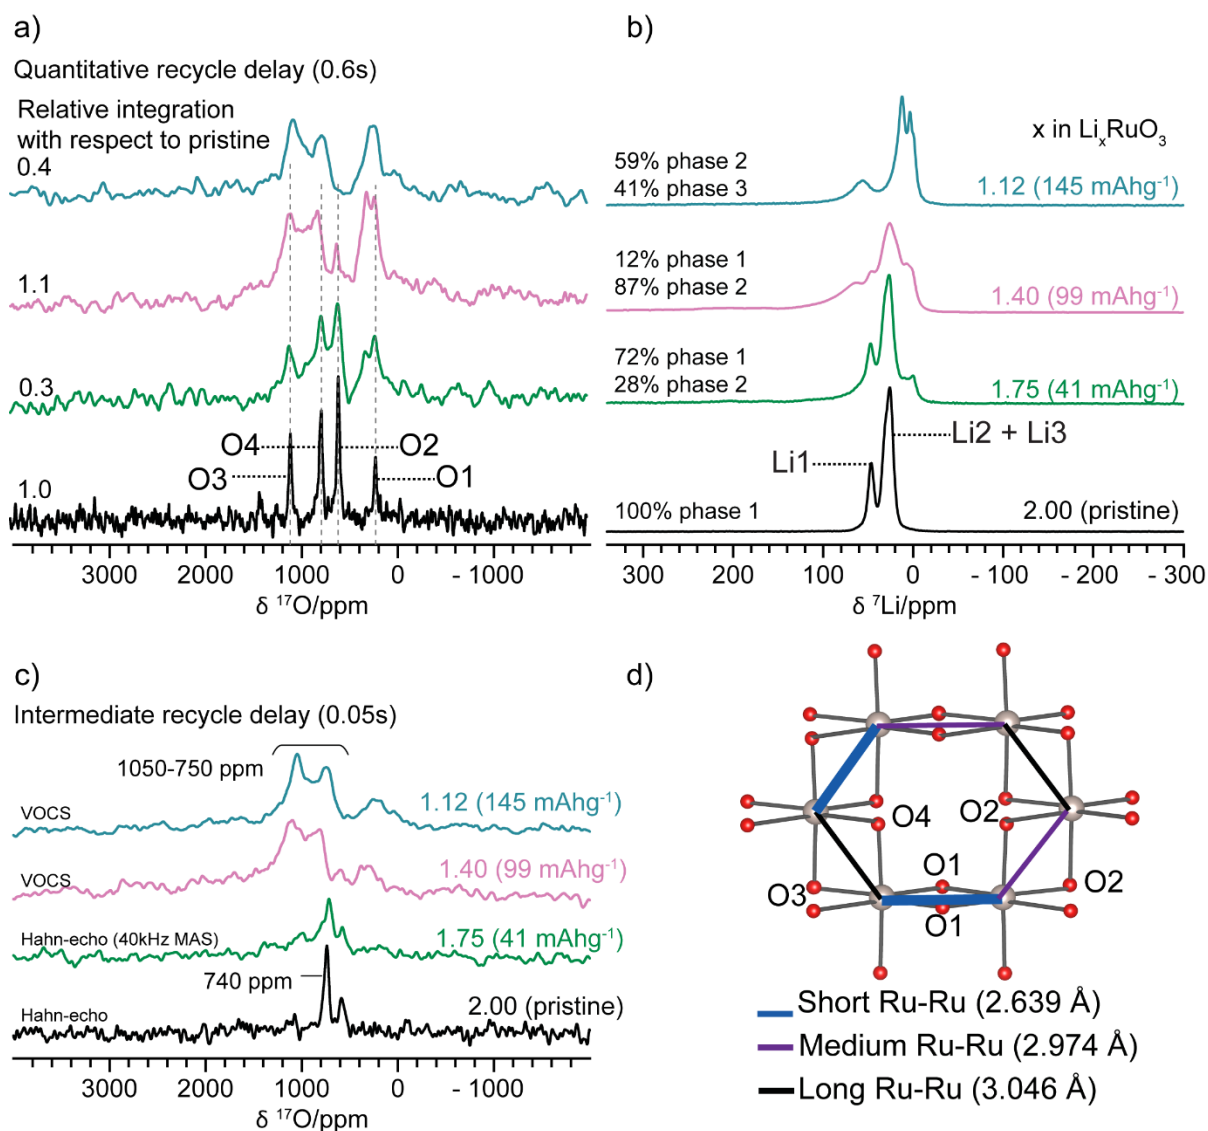 a)
Quantitative recycle delay (0.6s)
Relative integration
with respect to pristine
0.4
1.1
0.3
1.0
O4
O2
O3
O1
3000 2000 1000 0 - 1000
δ ¹⁷O/ppm
b)
x in LiₓRuO₃
59% phase 2
41% phase 3
1.12 (145 mAhg⁻¹)
12% phase 1
87% phase 2
1.40 (99 mAhg⁻¹)
72% phase 1
28% phase 2
1.75 (41 mAhg⁻¹)
Li2 + Li3
Li1
100% phase 1
2.00 (pristine)
300 200 100 0 - 100 - 200 - 300
δ ⁷Li/ppm
c)
Intermediate recycle delay (0.05s)
1050-750 ppm
VOCS
1.12 (145 mAhg⁻¹)
VOCS
1.40 (99 mAhg⁻¹)
Hahn-echo (40kHz MAS)
1.75 (41 mAhg⁻¹)
740 ppm
Hahn-echo
2.00 (pristine)
3000 2000 1000 0 - 1000
δ ¹⁷O/ppm
d)
O4
O2
O1
O3
O2
O1
Short Ru-Ru (2.639 Å)
Medium Ru-Ru (2.974 Å)
Long Ru-Ru (3.046 Å)